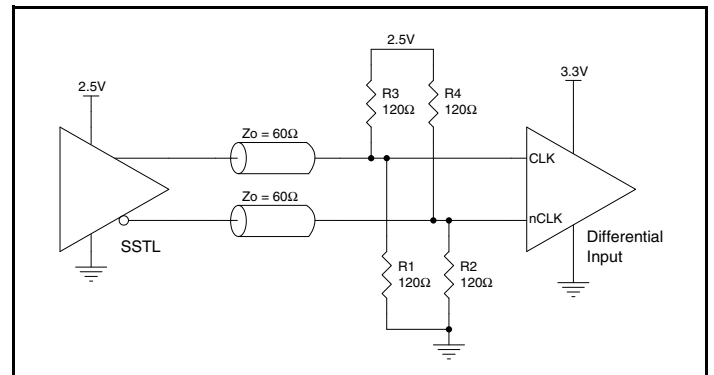 2.5V
3.3V
2.5V
R3
120Ω
R4
120Ω
Zo = 60Ω
CLK
Zo = 60Ω
nCLK
Differential
Input
SSTL
R1
120Ω
R2
120Ω